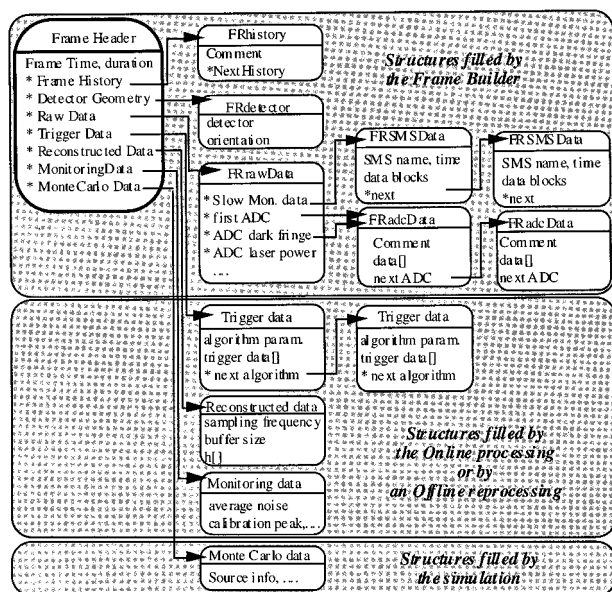 Frame Header
Frame Time, duration
* Frame History
* Detector Geometry
* Raw Data
* Trigger Data
* Reconstructed Data
* MonitoringData
* MonteCarlo Data
FRhistory
Comment
*NextHistory
Structures filled by
the Frame Builder
FRdetector
detector
orientation
FRrawData
*Slow Mon. data
* first ADC
* ADC dark fringe
* ADC laser power
....
FRSMSData
SMS name, time
data blocks
*next
FRSMSData
SMS name, time
data blocks
*next
FRadcData
Comment
data[]
next ADC
FRadcData
Comment
data[]
next ADC
Trigger data
algorithm param.
trigger data[]
* next algorithm
Trigger data
algorithm param.
trigger data[]
* next algorithm
Reconstructed data
sampling frequency
buffer size
h[]
Structures filled by
the Online processing
or by
an Offline reprocessing
Monitoring data
average noise
calibration peak,....
Monte Carlo data
Source info, ....
Structures filled by
the simulation